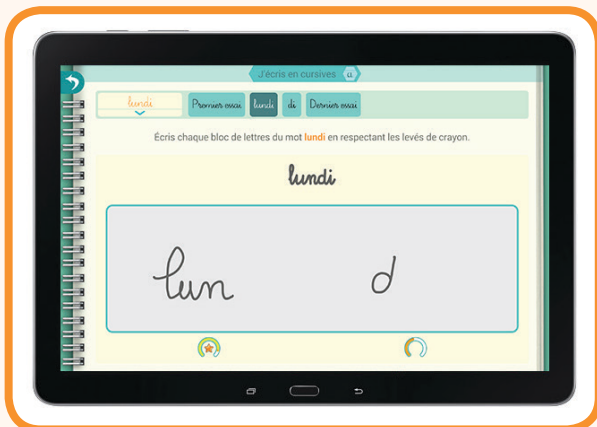 J'écris en cursives a
lundi Premier essai lundi di Dernier essai
Écris chaque bloc de lettres du mot lundi en respectant les levés de crayon.
lundi
lun d